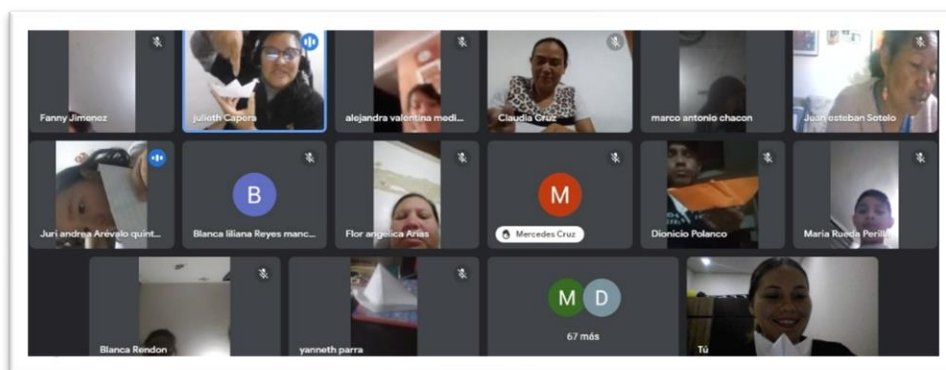 Fanny Jimenez
julieth Capera
alejandra valentina medi...
Claudia Cruz
marco antonio chacon
Juan esteban Sotelo
Juri andrea Arévalo quint...
B
Blanca liliana Reyes manc...
Flor angelica Arias
M
Mercedes Cruz
Dionicio Polanco
Maria Rueda Perilla
Blanca Rendon
yanneth parra
M D
67 más
Tú